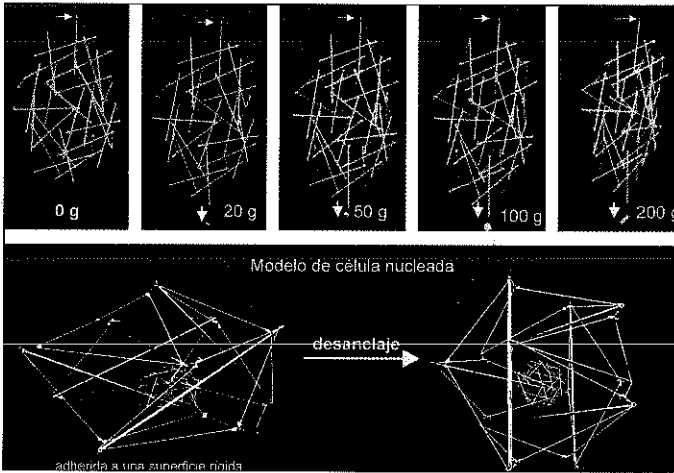 0 g
20 g
50 g
100 g
200 g
Modelo de célula nucleada
desanclaje
adherida a una superficie rígida